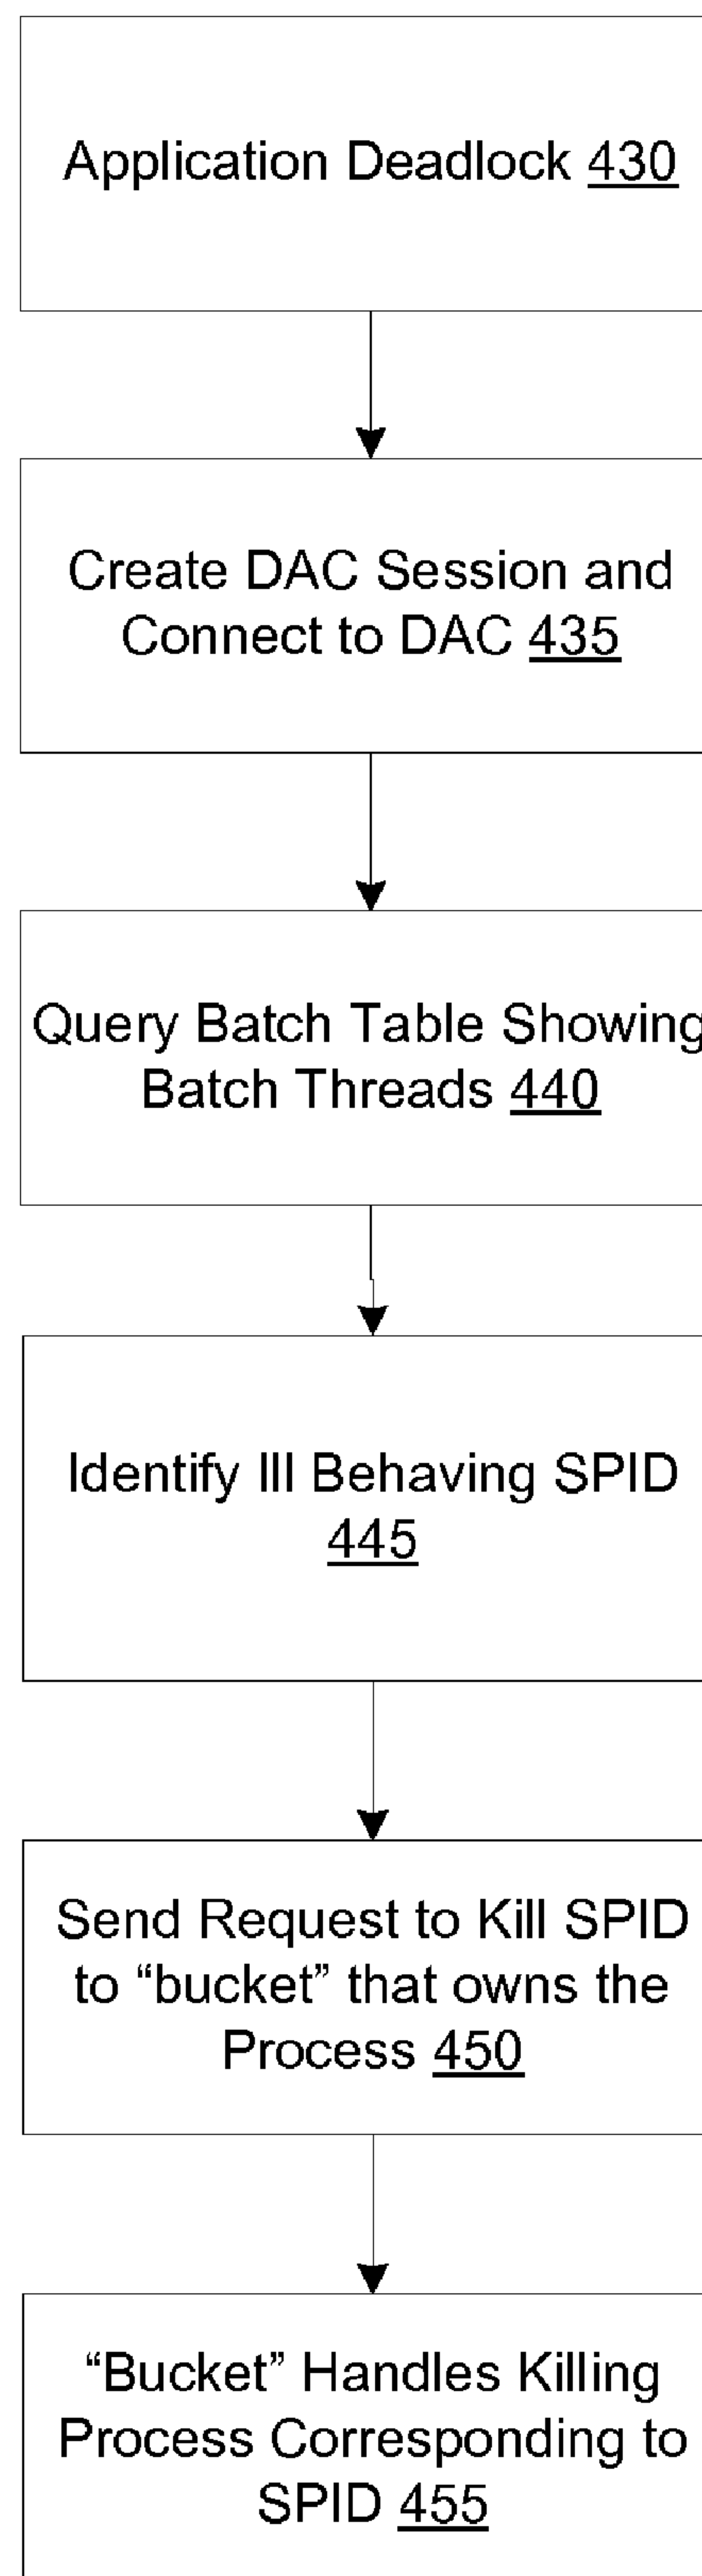 Application Deadlock 430
Create DAC Session and
Connect to DAC 435
Query Batch Table Showing
Batch Threads 440
Identify Ill Behaving SPID
445
Send Request to Kill SPID
to “bucket” that owns the
Process 450
“Bucket” Handles Killing
Process Corresponding to
SPID 455